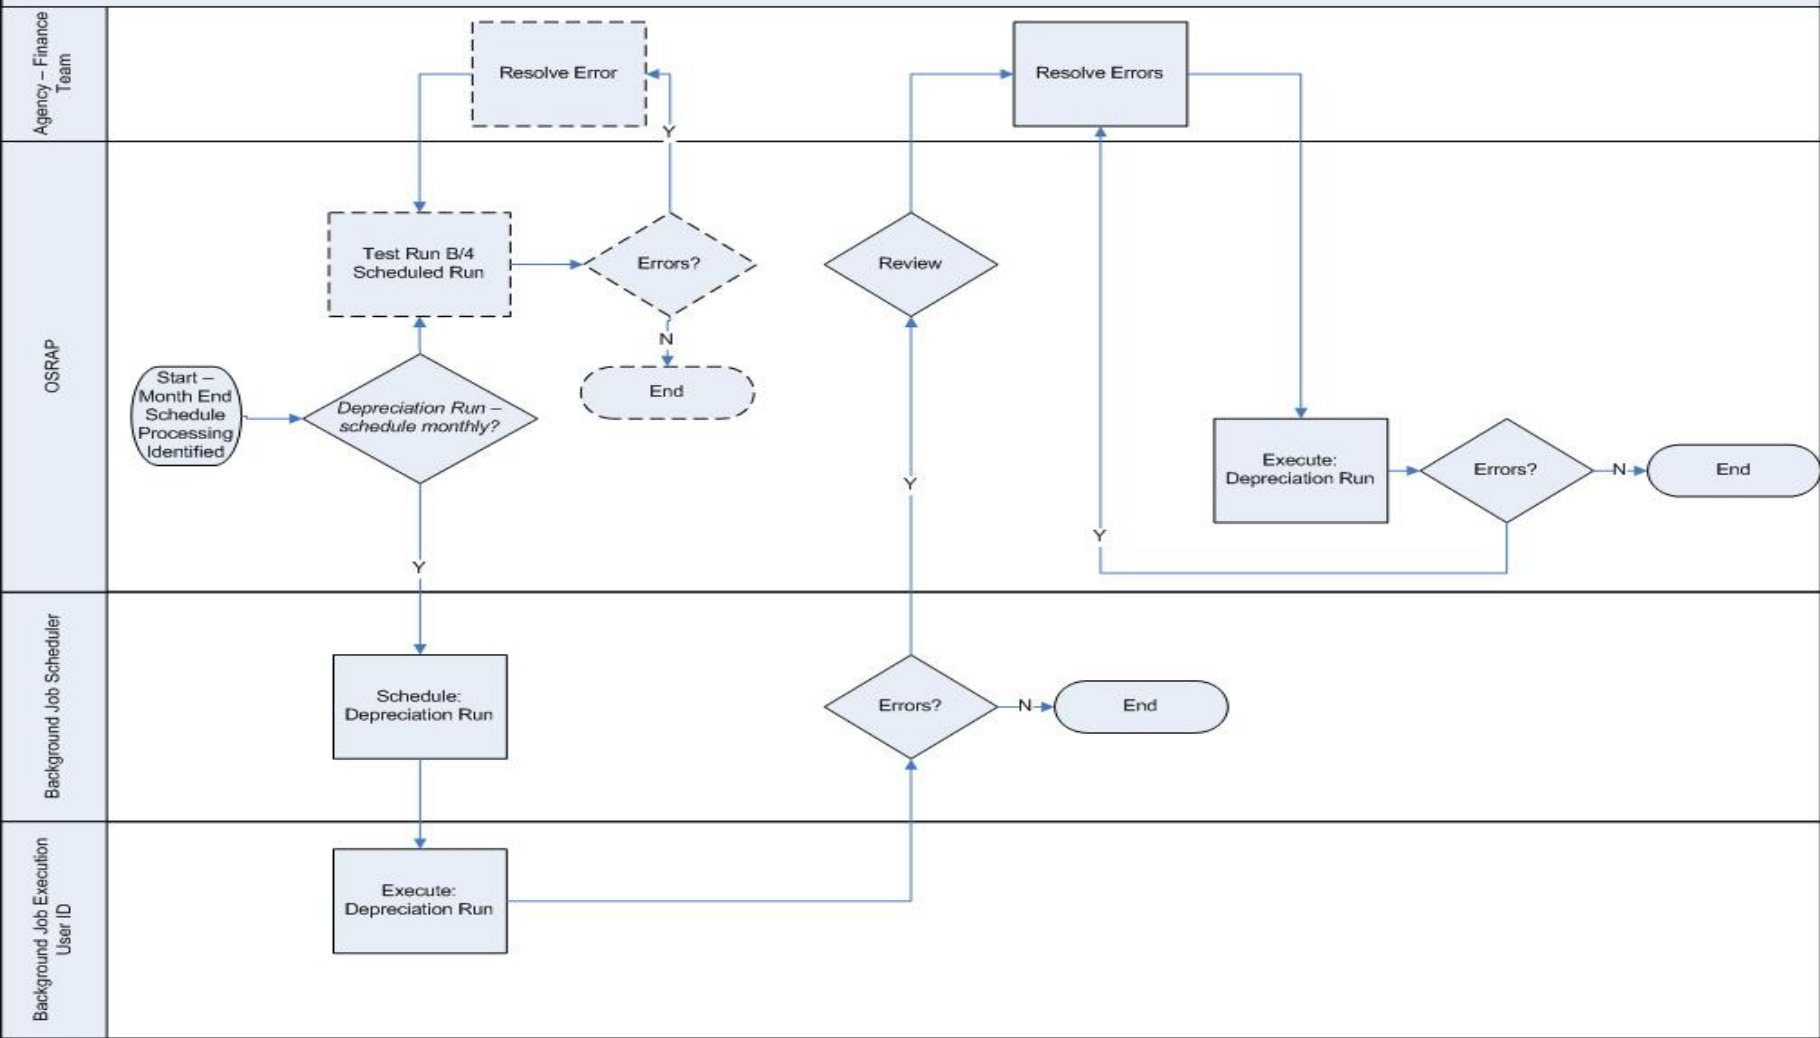 Agency – Finance
Team
Resolve Error
Resolve Errors
Y
OSRAP
Test Run B/4
Scheduled Run
Errors?
Review
N
End
Start –
Month End
Schedule
Processing
Identified
Depreciation Run –
schedule monthly?
Y
Y
Execute:
Depreciation Run
Errors?
N
End
Y
Background Job Scheduler
Schedule:
Depreciation Run
Errors?
N
End
Background Job Execution
User ID
Execute:
Depreciation Run